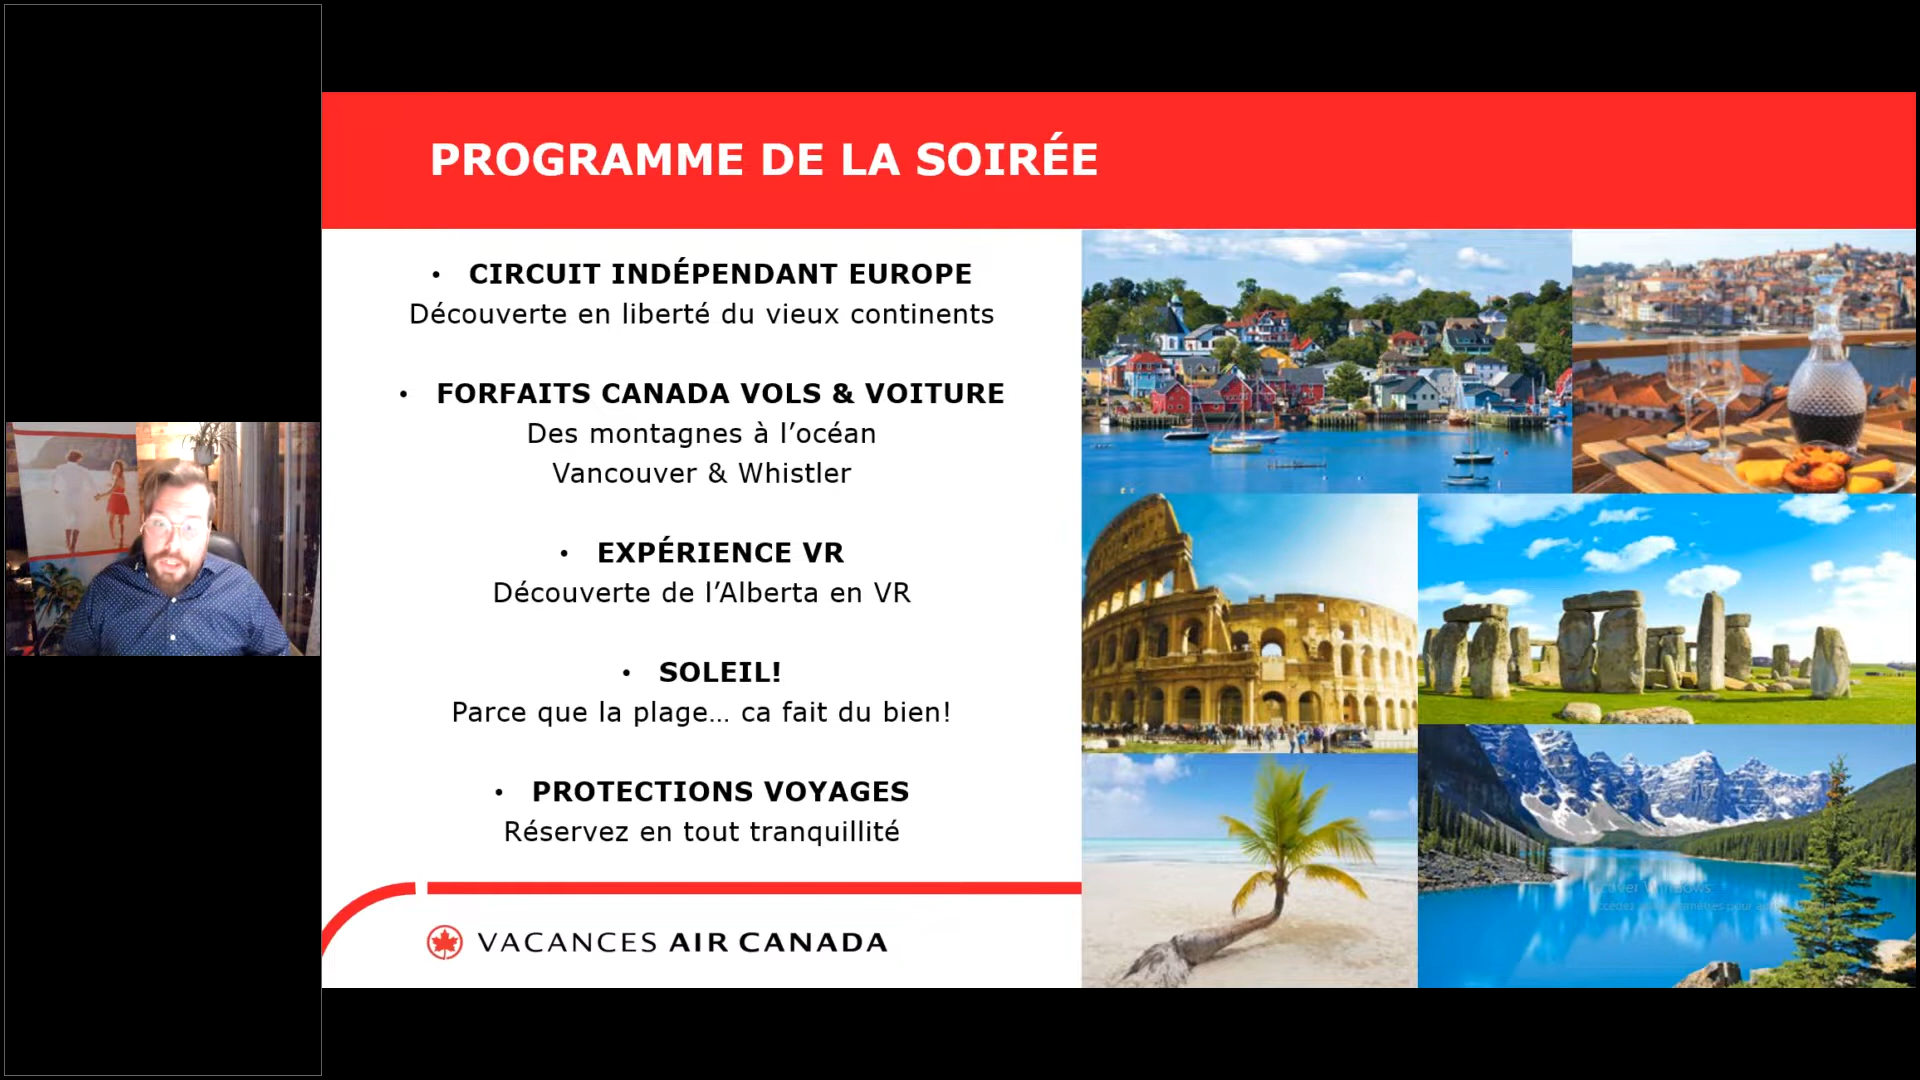 PROGRAMME DE LA SOIRÉE
• CIRCUIT INDÉPENDANT EUROPE
Découverte en liberté du vieux continents
• FORFAITS CANADA VOLS & VOITURE
Des montagnes à l’océan
Vancouver & Whistler
• EXPÉRIENCE VR
Découverte de l’Alberta en VR
• SOLEIL!
Parce que la plage... ca fait du bien!
• PROTECTIONS VOYAGES
Réservez en tout tranquillité
VACANCES AIR CANADA